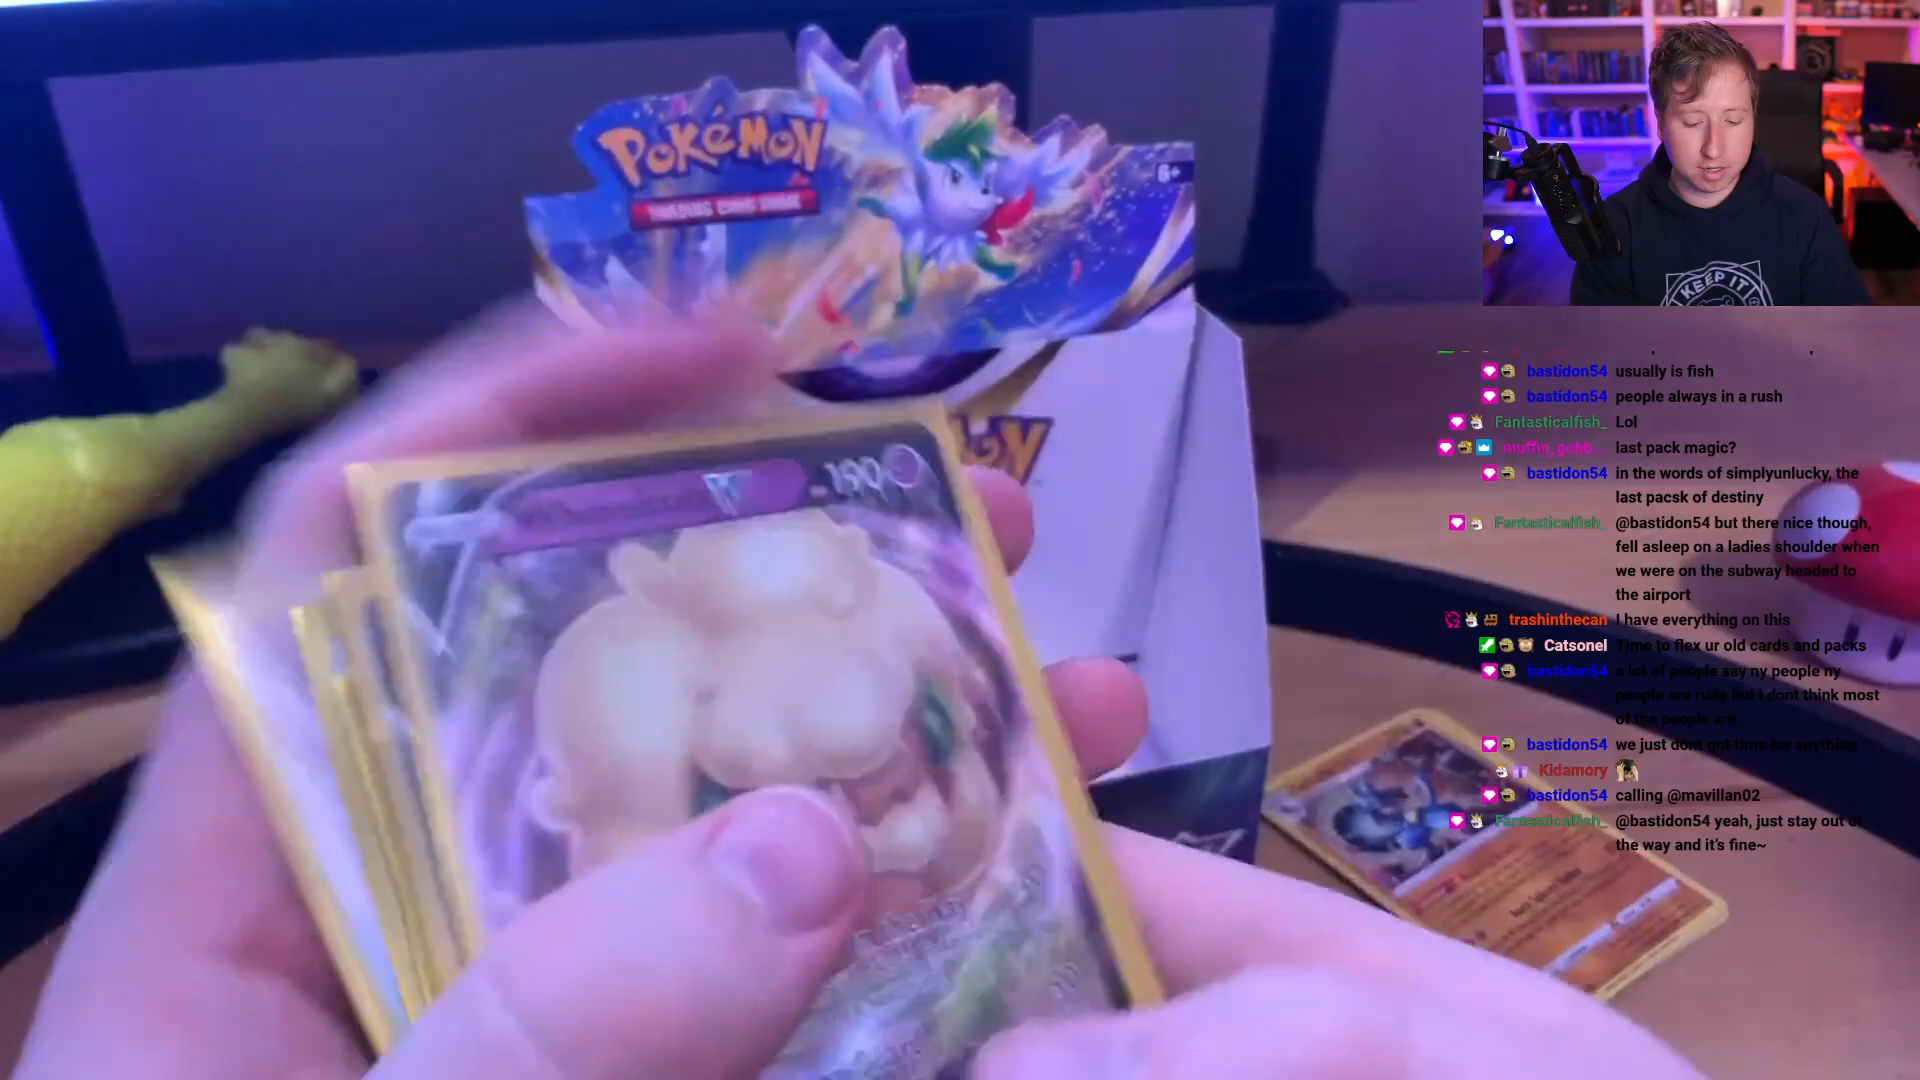 POKÉMON
TRADING CARD GAME
6+
190
KEEP IT
bastidon54 usually is fish
bastidon54 people always in a rush
Fantasticalfish_ Lol
muffin_gobb.. last pack magic?
bastidon54 in the words of simplyunlucky, the
last pacsk of destiny
Fantasticalfish_ @bastidon54 but there nice though,
fell asleep on a ladies shoulder when
we were on the subway headed to
the airport
trashinthecan I have everything on this
Catsonel Time to flex ur old cards and packs
bastidon54 a lot of people say ny people ny
people are rude but i dont think most
of the people are
bastidon54 we just dont got time for anything
Kidamory
bastidon54 calling @mavillan02
Fantasticalfish_ @bastidon54 yeah, just stay out of
the way and it's fine~